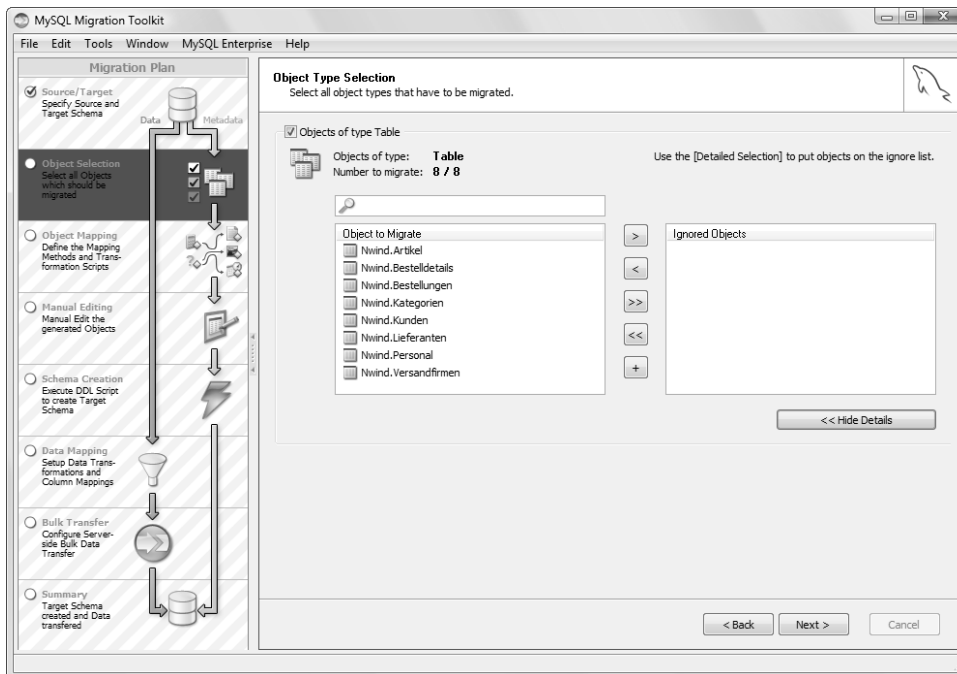 MySQL Migration Toolkit
File Edit Tools Window MySQL Enterprise Help
Migration Plan
Source/Target
Specify Source and
Target Schema
Data
Metadata
Object Selection
Select all Objects
which should be
migrated
Object Mapping
Define the Mapping
Methods and Trans-
formation Scripts
Manual Editing
Manual Edit the
generated Objects
Schema Creation
Execute DDL Script
to create Target
Schema
Data Mapping
Setup Data Trans-
formations and
Column Mappings
Bulk Transfer
Configure Server-
side Bulk Data
Transfer
Summary
Target Schema
created and Data
transfered
Object Type Selection
Select all object types that have to be migrated.
Objects of type Table
Objects of type: Table
Number to migrate: 8 / 8
Use the [Detailed Selection] to put objects on the ignore list.
Object to Migrate
Nwind.Artikel
Nwind.Bestelldetails
Nwind.Bestellungen
Nwind.Kategorien
Nwind.Kunden
Nwind.Lieferanten
Nwind.Personal
Nwind.Versandfirmen
>
<
>>
<<
+
Ignored Objects
<< Hide Details
< Back
Next >
Cancel